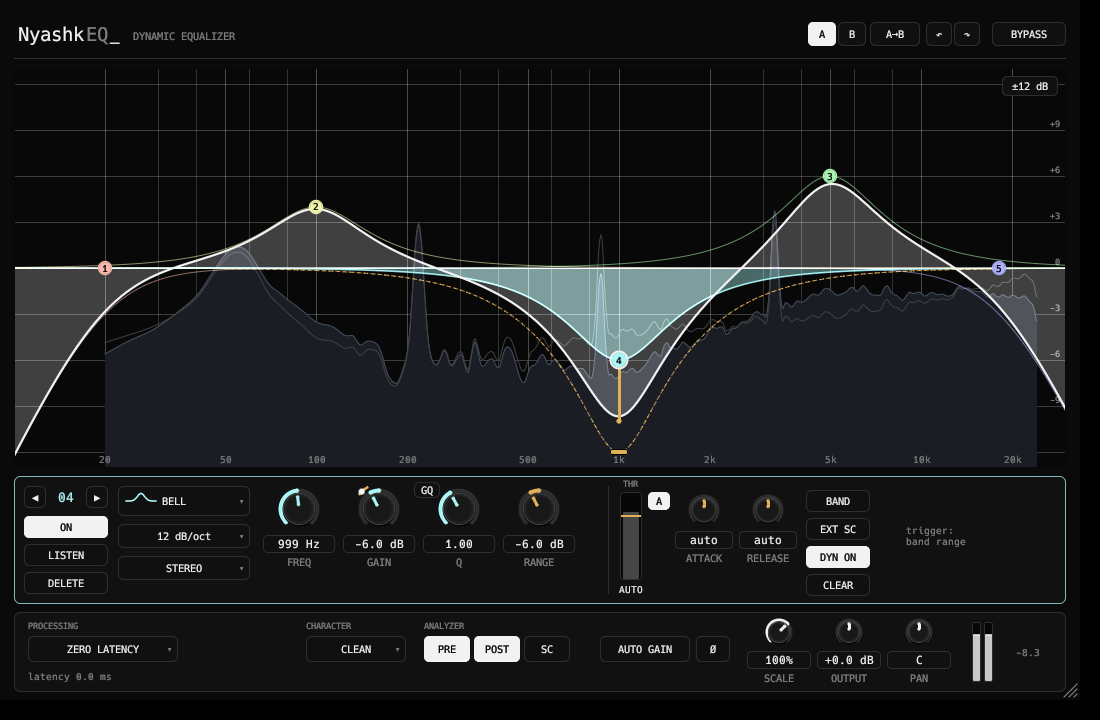 NyashkEQ_ DYNAMIC EQUALIZER A B A→B ↶ ↷ BYPASS
±12 dB
+9
+6
+3
0
-3
-6
-9
1 2 3 4 5
20 50 100 200 500 1k 2k 5k 10k 20k
◀ 04 ▶
ON
LISTEN
DELETE
BELL
12 dB/oct
STEREO
GQ
999 Hz -6.0 dB 1.00 -6.0 dB
FREQ GAIN Q RANGE
THR
A
AUTO
auto auto
ATTACK RELEASE
BAND
EXT SC
DYN ON
CLEAR
trigger:
band range
PROCESSING CHARACTER ANALYZER
ZERO LATENCY CLEAN PRE POST SC AUTO GAIN Ø
latency 0.0 ms
100% +0.0 dB C
SCALE OUTPUT PAN
-8.3